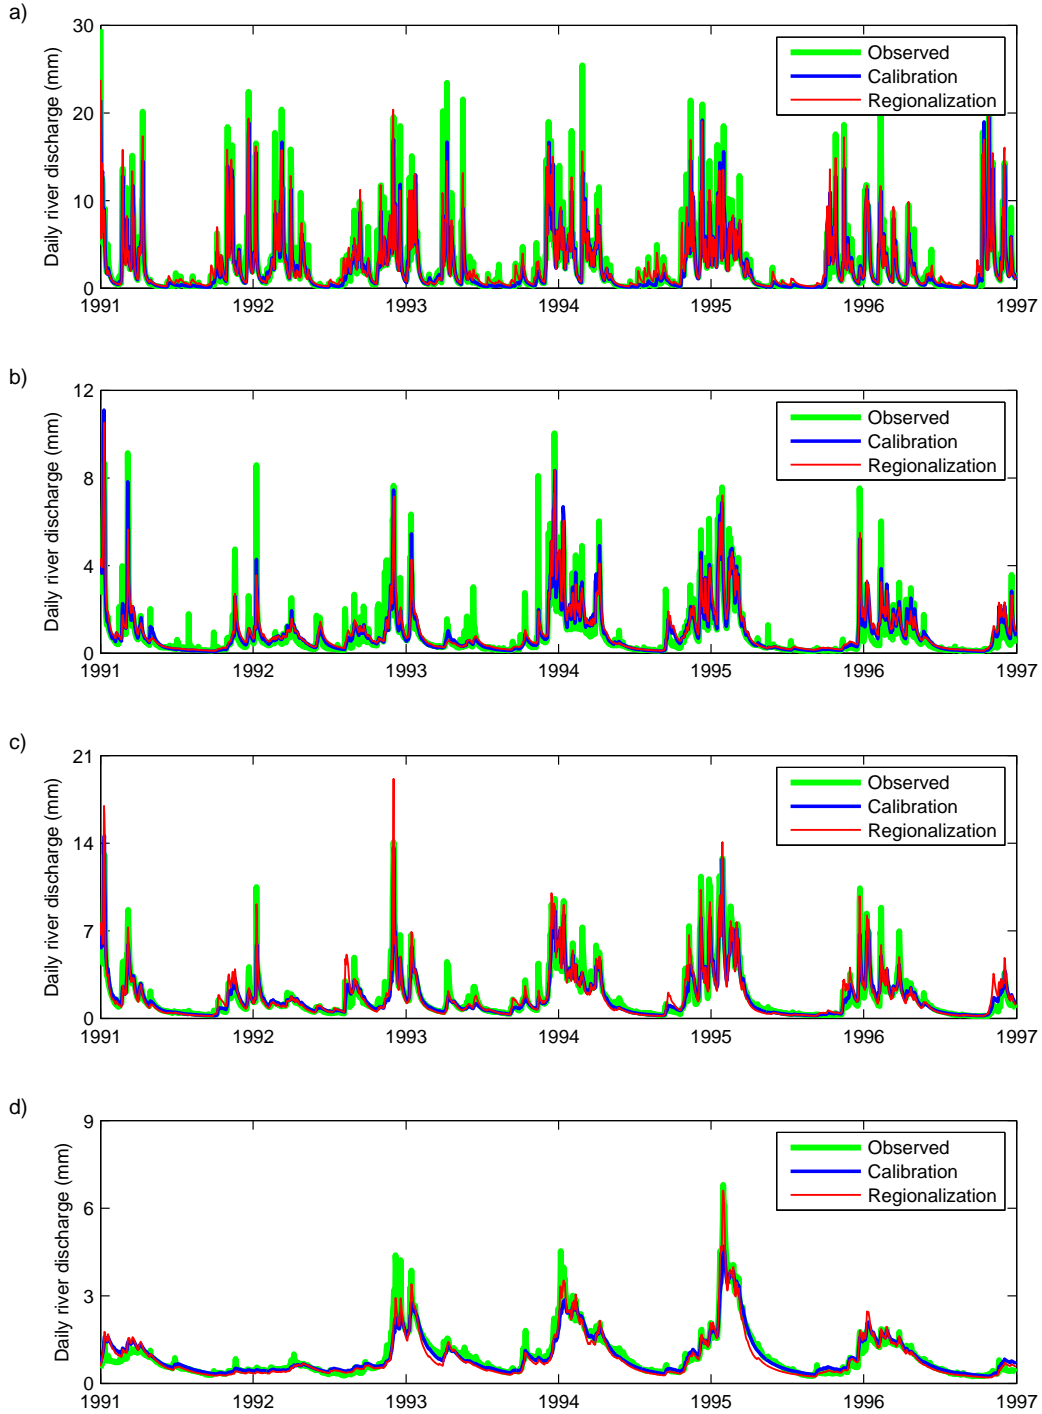 a)
Daily river discharge (mm)
30
20
10
0
Observed
Calibration
Regionalization
1991 1992 1993 1994 1995 1996 1997
b)
Daily river discharge (mm)
12
8
4
0
Observed
Calibration
Regionalization
1991 1992 1993 1994 1995 1996 1997
c)
Daily river discharge (mm)
21
14
7
0
Observed
Calibration
Regionalization
1991 1992 1993 1994 1995 1996 1997
d)
Daily river discharge (mm)
9
6
3
0
Observed
Calibration
Regionalization
1991 1992 1993 1994 1995 1996 1997